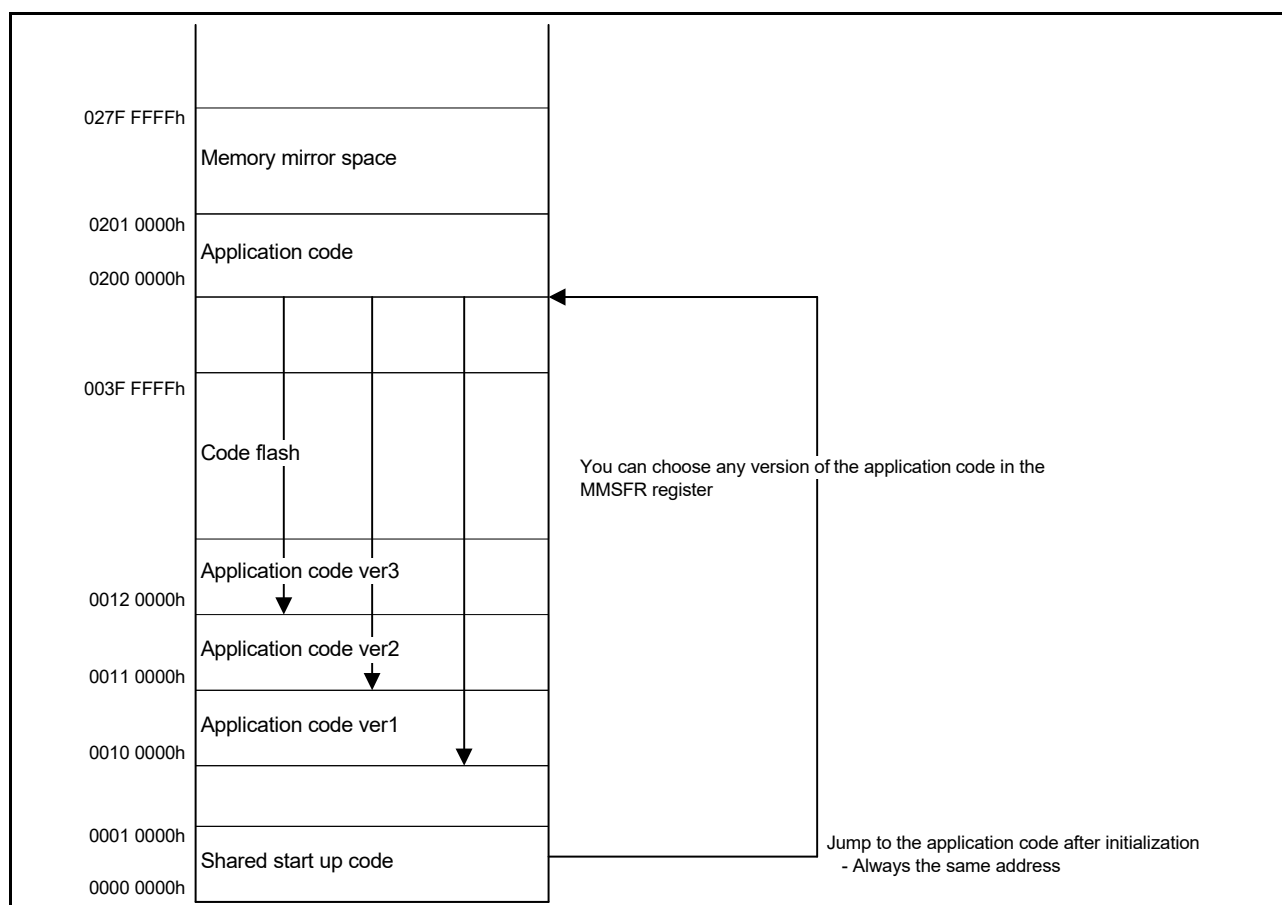 027F FFFFh
Memory mirror space
0201 0000h
Application code
0200 0000h
003F FFFFh
Code flash
You can choose any version of the application code in the
MMSFR register
Application code ver3
0012 0000h
Application code ver2
0011 0000h
Application code ver1
0010 0000h
0001 0000h
Shared start up code
0000 0000h
Jump to the application code after initialization
- Always the same address